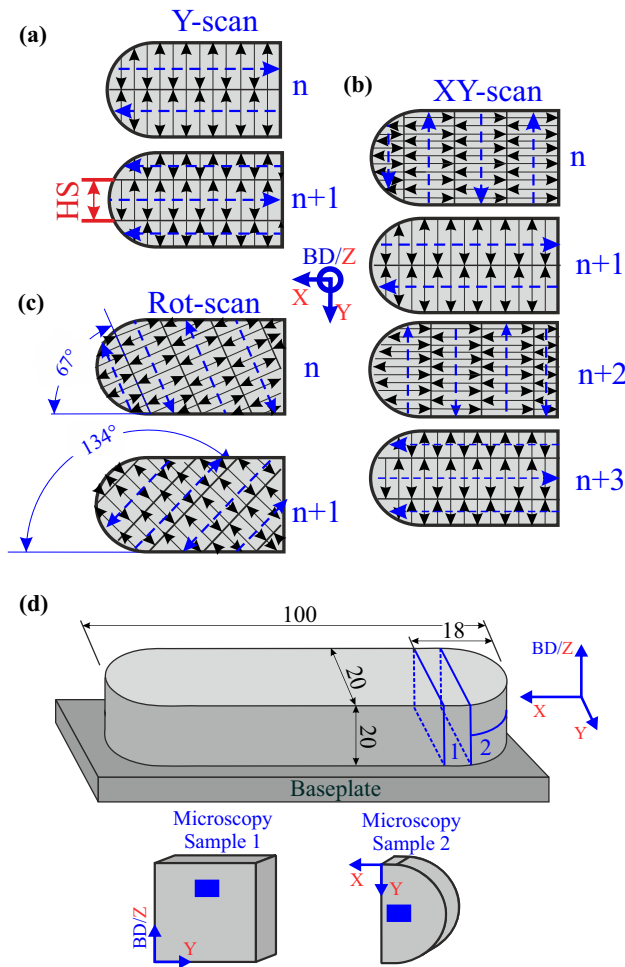 (a)
Y-scan
n
HS
n+1
(b)
XY-scan
n
n+1
n+2
n+3
BD/Z
X
Y
(c)
Rot-scan
67°
n
134°
n+1
(d)
100
18
20
20
1
2
Baseplate
BD/Z
X
Y
Microscopy
Sample 1
BD/Z
Y
Microscopy
Sample 2
X
Y